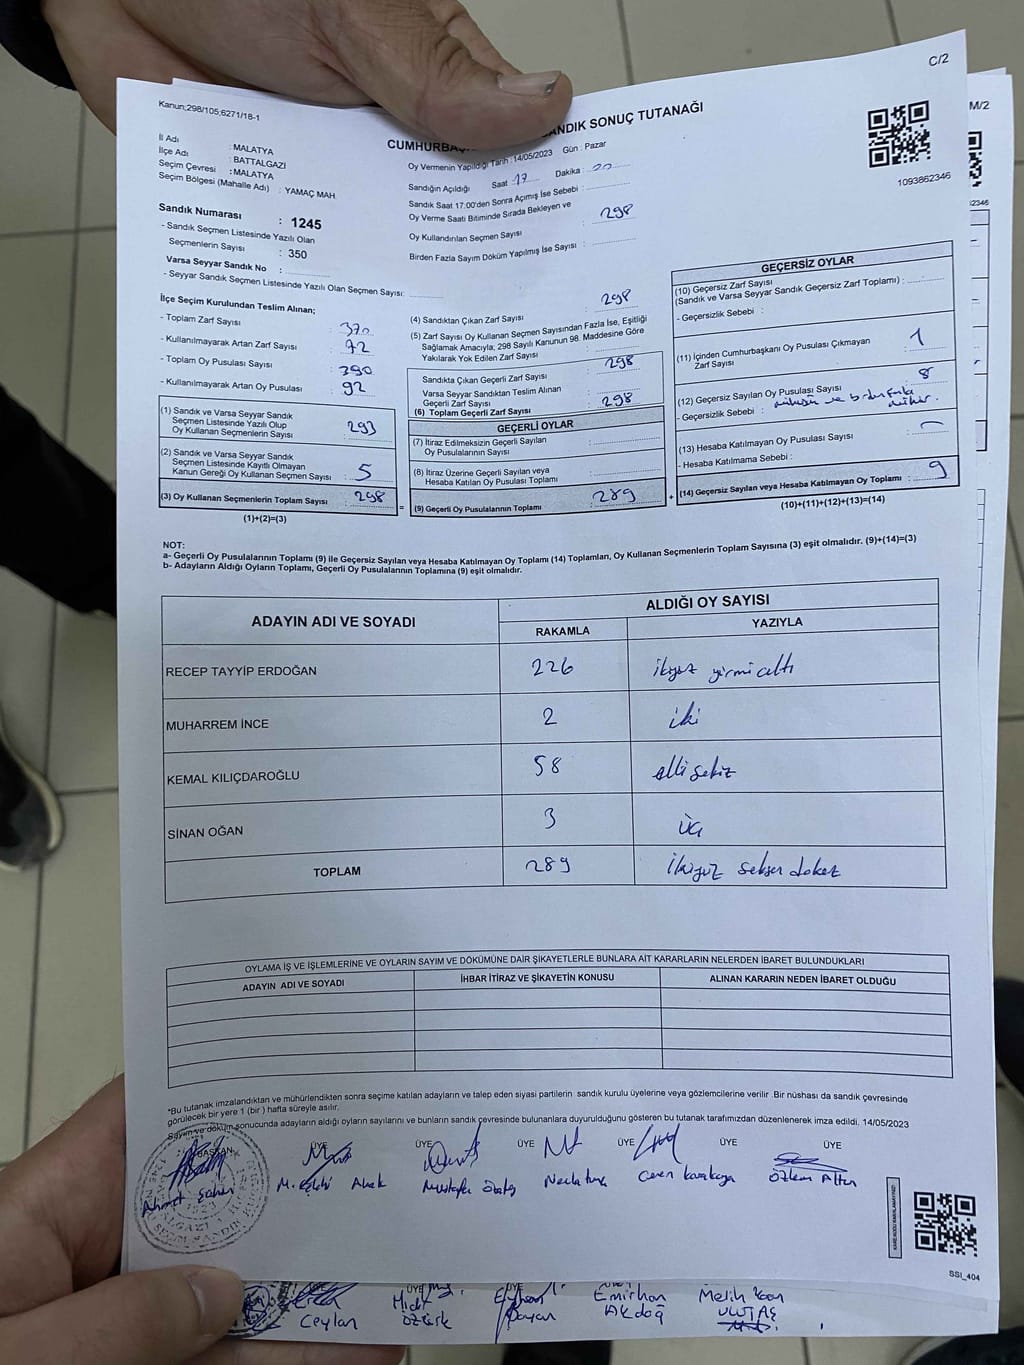 C/2
Kanun;298/105;6271/18-1
CUMHURBAŞ
SANDIK SONUÇ TUTANAĞI
M/2
İl Adı : MALATYA
İlçe Adı : BATTALGAZI
Seçim Çevresi : MALATYA
Seçim Bölgesi (Mahalle Adı) : YAMAÇ MAH.
Oy Vermenin Yapıldığı Tarih :14/05/2023 Gün : Pazar
Sandığın Açıldığı Saat 17 Dakika :
Sandık Saat 17:00'den Sonra Açımış İse Sebebi :
Oy Verme Saati Bitiminde Sırada Bekleyen ve
Oy Kullandırılan Seçmen Sayısı 298
Birden Fazla Sayım Döküm Yapılmış İse Sayısı :
1093862346
2346
Sandık Numarası : 1245
- Sandık Seçmen Listesinde Yazılı Olan
Seçmenlerin Sayısı : 350
Varsa Seyyar Sandık No :
- Seyyar Sandık Seçmen Listesinde Yazılı Olan Seçmen Sayısı:
İlçe Seçim Kurulundan Teslim Alınan;
- Toplam Zarf Sayısı : 370
- Kullanılmayarak Artan Zarf Sayısı : 72
- Toplam Oy Pusulası Sayısı : 390
- Kullanılmayarak Artan Oy Pusulası : 92
(1) Sandık ve Varsa Seyyar Sandık
Seçmen Listesinde Yazılı Olup
Oy Kullanan Seçmenlerin Sayısı : 293
(2) Sandık ve Varsa Seyyar Sandık
Seçmen Listesinde Kayıtlı Olmayan
Kanun Gereği Oy Kullanan Seçmen Sayısı : 5
(3) Oy Kullanan Seçmenlerin Toplam Sayısı : 298
(1)+(2)=(3)
(4) Sandıktan Çıkan Zarf Sayısı 298
(5) Zarf Sayısı Oy Kullanan Seçmen Sayısından Fazla İse, Eşitliği
Sağlamak Amacıyla, 298 Sayılı Kanunun 98. Maddesine Göre
Yakılarak Yok Edilen Zarf Sayısı
Sandıkta Çıkan Geçerli Zarf Sayısı 298
Varsa Seyyar Sandıktan Teslim Alınan
Geçerli Zarf Sayısı
(6) Toplam Geçerli Zarf Sayısı : 298
GEÇERLİ OYLAR
(7) İtiraz Edilmeksizin Geçerli Sayılan
Oy Pusulalarının Sayısı
(8) İtiraz Üzerine Geçerli Sayılan veya
Hesaba Katılan Oy Pusulası Toplamı
(9) Geçerli Oy Pusulalarının Toplamı : 289
GEÇERSİZ OYLAR
(10) Geçersiz Zarf Sayısı
(Sandık ve Varsa Seyyar Sandık Geçersiz Zarf Toplamı) :
- Geçersizlik Sebebi :
(11) İçinden Cumhurbaşkanı Oy Pusulası Çıkmayan
Zarf Sayısı : 1
(12) Geçersiz Sayılan Oy Pusulası Sayısı 8
- Geçersizlik Sebebi : mühürsüz ve birden fazla
mühür.
(13) Hesaba Katılmayan Oy Pusulası Sayısı : -
- Hesaba Katılmama Sebebi :
(14) Geçersiz Sayılan veya Hesaba Katılmayan Oy Toplamı : 9
(10)+(11)+(12)+(13)=(14)
NOT:
a- Geçerli Oy Pusulalarının Toplamı (9) ile Geçersiz Sayılan veya Hesaba Katılmayan Oy Toplamı (14) Toplamları, Oy Kullanan Seçmenlerin Toplam Sayısına (3) eşit olmalıdır. (9)+(14)=(3)
b- Adayların Aldığı Oyların Toplamı, Geçerli Oy Pusulalarının Toplamına (9) eşit olmalıdır.
ADAYIN ADI VE SOYADI
ALDIĞI OY SAYISI
RAKAMLA YAZIYLA
RECEP TAYYİP ERDOĞAN 226 ikiyüz yirmi altı
MUHARREM İNCE 2 iki
KEMAL KILIÇDAROĞLU 58 elli sekiz
SİNAN OĞAN 3 üç
TOPLAM 289 ikiyüz seksen dokuz
OYLAMA İŞ VE İŞLEMLERİNE VE OYLARIN SAYIM VE DÖKÜMÜNE DAİR ŞİKAYETLERLE BUNLARA AİT KARARLARIN NELERDEN İBARET BULUNDUKLARI
ADAYIN ADI VE SOYADI İHBAR İTİRAZ VE ŞİKAYETİN KONUSU ALINAN KARARIN NEDEN İBARET OLDUĞU
*Bu tutanak imzalandıktan ve mühürlendikten sonra seçime katılan adayların ve talep eden siyasi partilerin sandık kurulu üyelerine veya gözlemcilerine verilir .Bir nüshası da sandık çevresinde
görülecek bir yere 1 (bir ) hafta süreyle asılır.
Sayım ve döküm sonucunda adayların aldığı oyların sayılarını ve bunların sandık çevresinde bulunanlara duyurulduğunu gösteren bu tutanak tarafımızdan düzenlenerek imza edildi. 14/05/2023
BAŞKAN ÜYE ÜYE ÜYE ÜYE ÜYE ÜYE
Ahmet Şahin Mustafa Necla Tunç Ceren Karakaya Özlem Altın
SSI_404
ÜYE ÜYE
Ceylan Öztürk Emirhan Akdoğ Melih Kaan
ULUTAŞ